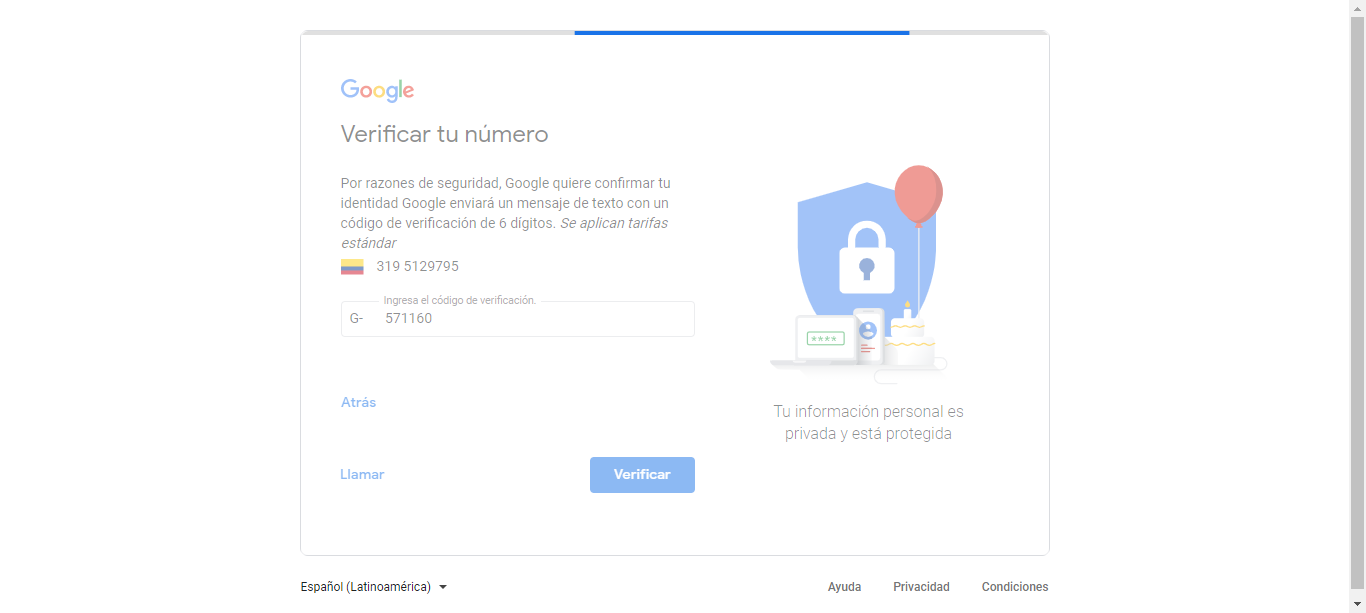 Google
Verificar tu número
Por razones de seguridad, Google quiere confirmar tu
identidad Google enviará un mensaje de texto con un
código de verificación de 6 dígitos. Se aplican tarifas
estándar
319 5129795
Ingresa el código de verificación.
G- 571160
Atrás
Llamar
Verificar
****
Tu información personal es
privada y está protegida
Español (Latinoamérica)
Ayuda Privacidad Condiciones